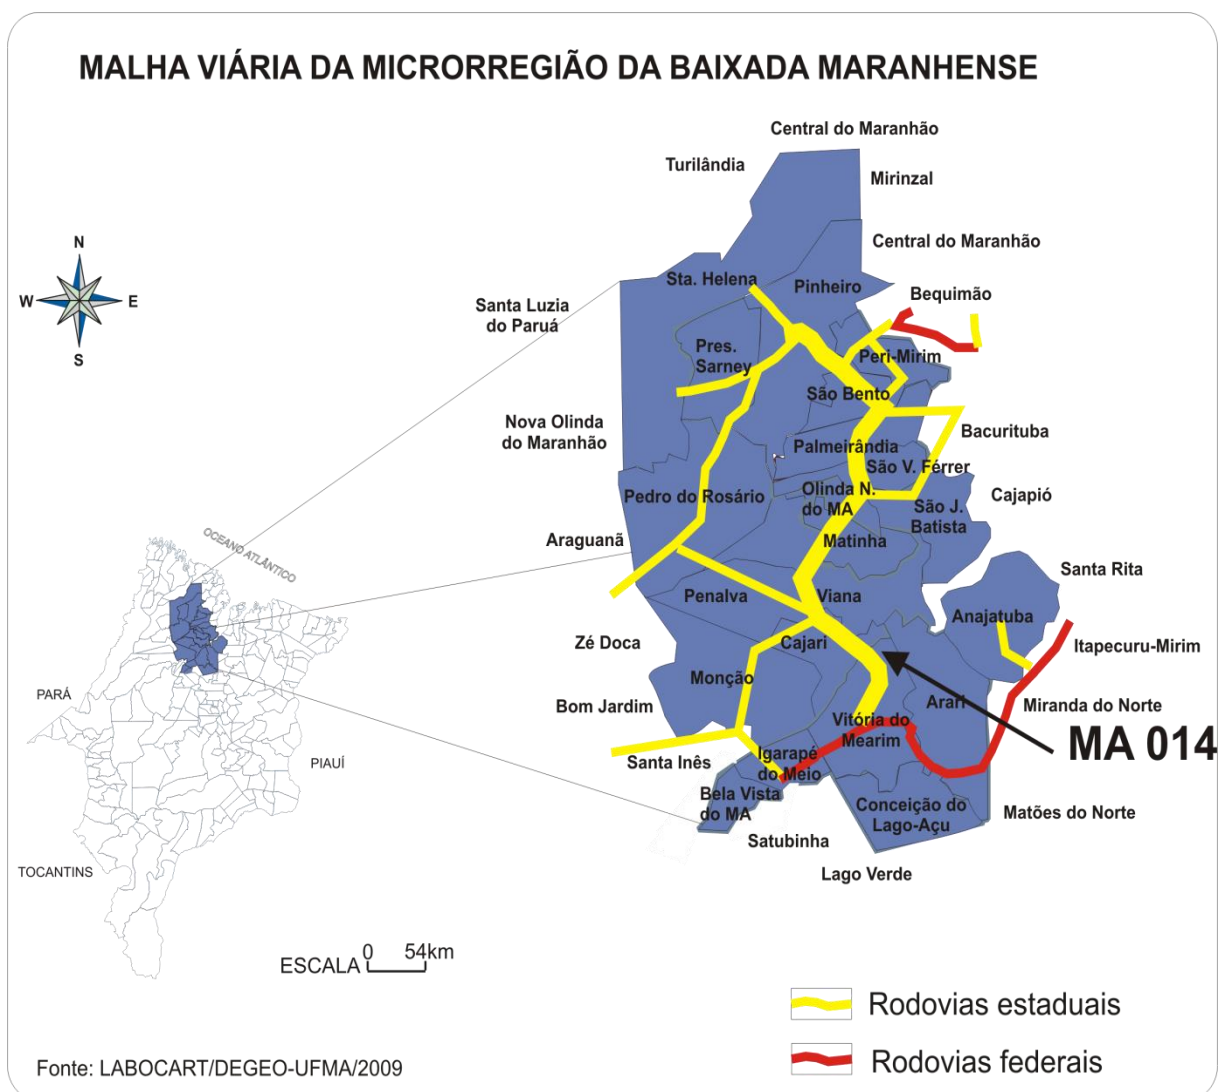 MALHA VIÁRIA DA MICRORREGIÃO DA BAIXADA MARANHENSE
Central do Maranhão
Turilândia
Mirinzal
N
W
E
S
Central do Maranhão
Sta. Helena
Pinheiro
Bequimão
Santa Luzia
do Paruá
Pres.
Sarney
Peri-Mirim
São Bento
Nova Olinda
do Maranhão
Bacurituba
Palmeirândia
São V. Férrer
Pedro do Rosário
Olinda N.
do MA
Cajapió
São J.
Batista
Araguanã
Matinha
OCEANO ATLÂNTICO
Santa Rita
Penalva
Viana
Anajatuba
Zé Doca
Cajari
Itapecuru-Mirim
Monção
PARÁ
Bom Jardim
Arari
Miranda do Norte
Vitória do
Mearim
MA 014
PIAUÍ
Santa Inês
Igarapé
do Meio
Bela Vista
do MA
Conceição do
Lago-Açu
Matões do Norte
Satubinha
TOCANTINS
Lago Verde
ESCALA
0
54km
Rodovias estaduais
Rodovias federais
Fonte: LABOCART/DEGEO-UFMA/2009